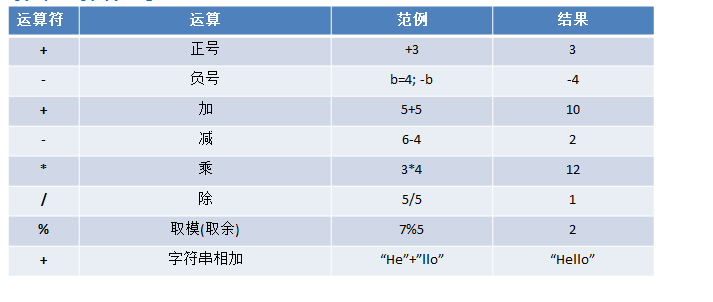 运算符 运算 范例 结果
+ 正号 +3 3
- 负号 b=4; -b -4
+ 加 5+5 10
- 减 6-4 2
* 乘 3*4 12
/ 除 5/5 1
% 取模(取余) 7%5 2
+ 字符串相加 “He”+”llo” “Hello”